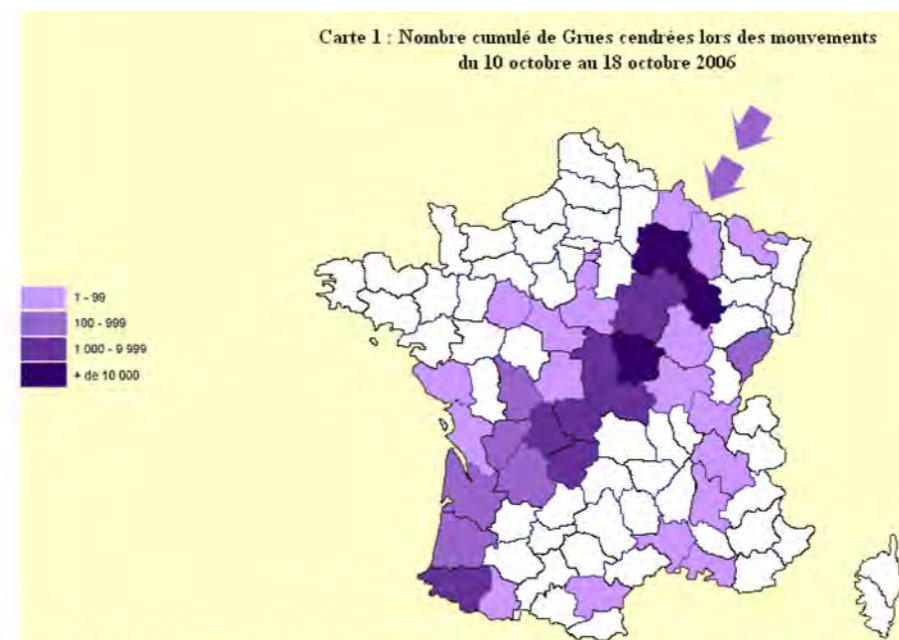 Carte 1 : Nombre cumulé de Grues cendrées lors des mouvements
du 10 octobre au 18 octobre 2006
1 - 99
100 - 999
1 000 - 9 999
+ de 10 000